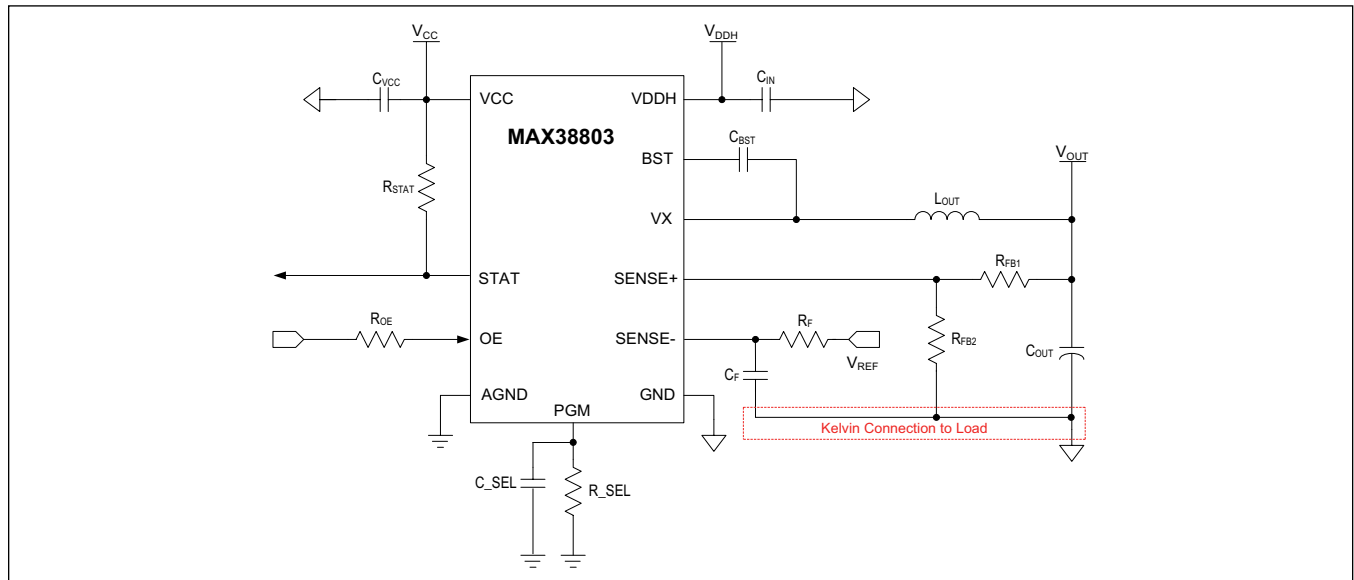 VCC
VDDH
CVCC
CIN
VCC
VDDH
MAX38803
CBST
BST
VOUT
RSTAT
LOUT
VX
STAT
SENSE+
RFB1
ROE
OE
SENSE-
RF
VREF
RFB2
COUT
CF
AGND
GND
PGM
Kelvin Connection to Load
C_SEL
R_SEL